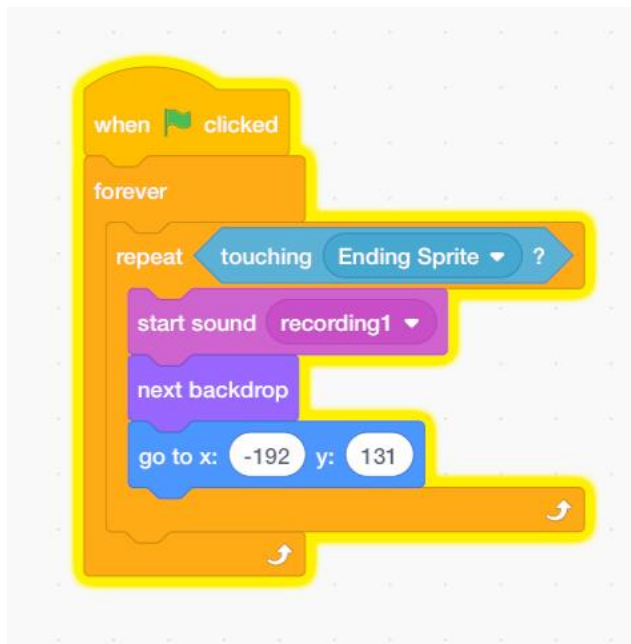 when clicked
forever
repeat touching Ending Sprite ?
start sound recording1
next backdrop
go to x: -192 y: 131